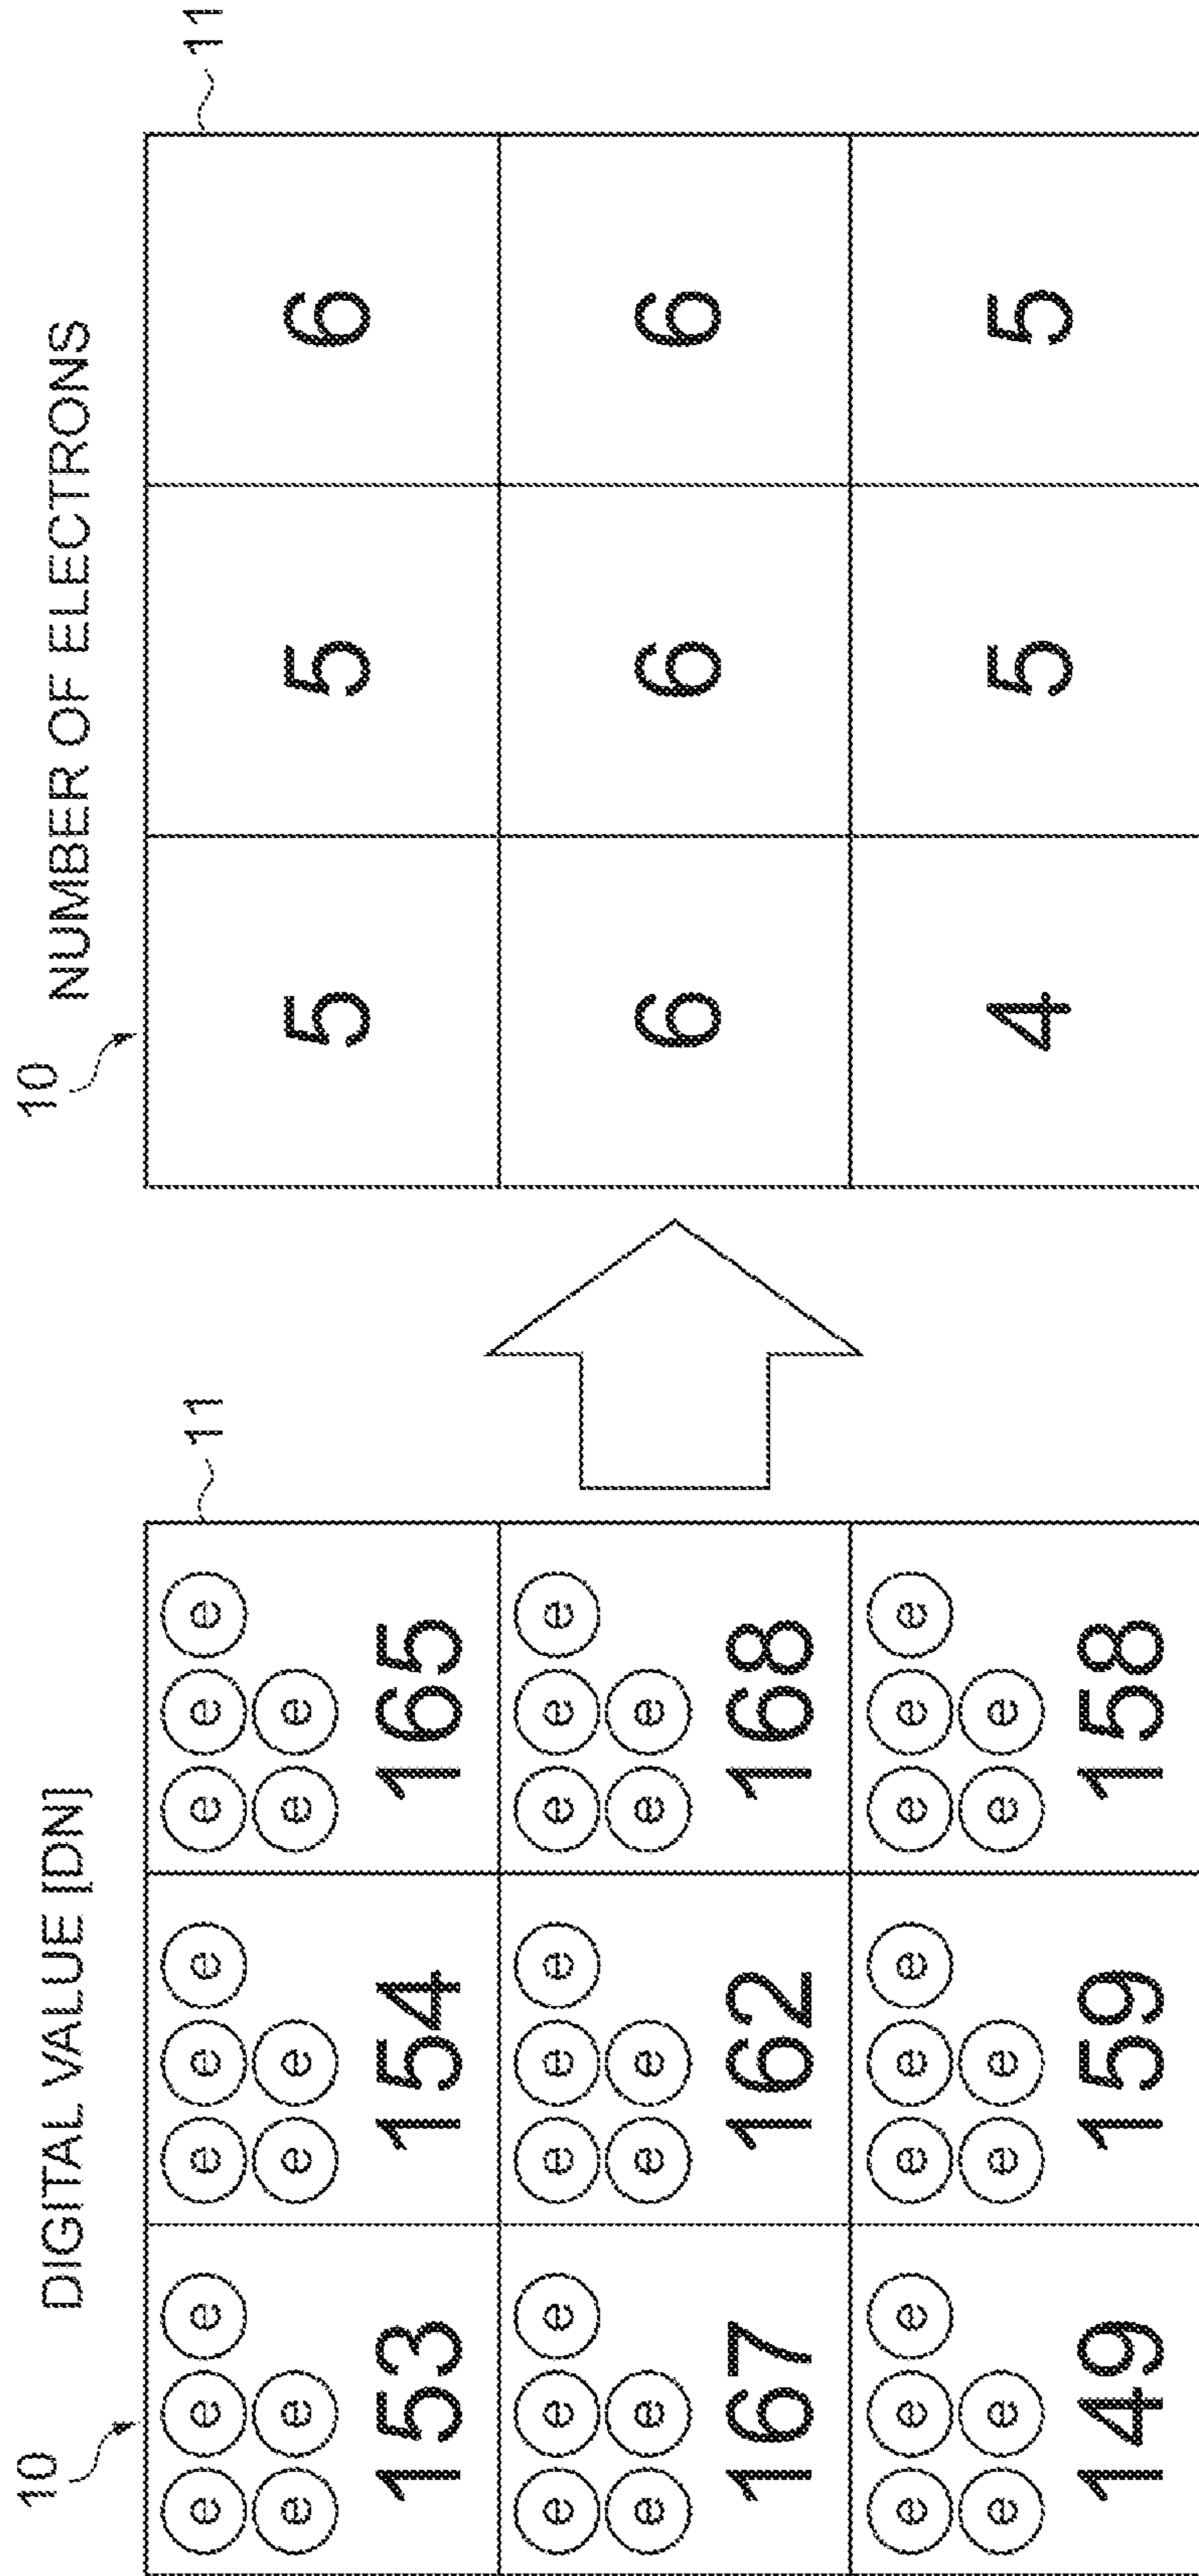 DIGITAL VALUE [DN]
10
11
e e e
e e
153
e e e
e e
154
e e e
e e
165
e e e
e e
167
e e e
e e
162
e e e
e e
168
e e e
e e
149
e e e
e e
159
e e e
e e
158
NUMBER OF ELECTRONS
10
11
5 5 6
6 6 6
4 5 5